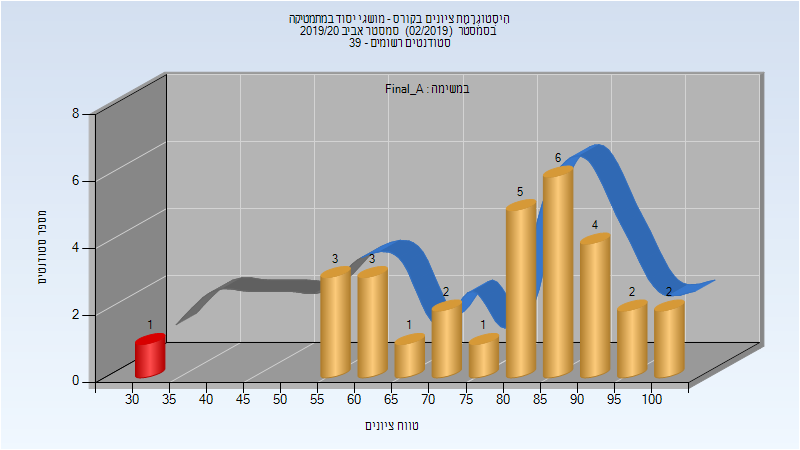 הִיסְטוֹגְרָמַת ציונים בקורס - מושגי יסוד במתמטיקה
בסמסטר (02/2019) סמסטר אביב 2019/20
סטודנטים רשומים - 39
במשימה : Final_A
מספר סטודנטים
8
6
4
2
0
1
3
3
1
2
1
5
6
4
2
2
30 35 40 45 50 55 60 65 70 75 80 85 90 95 100
טווח ציונים